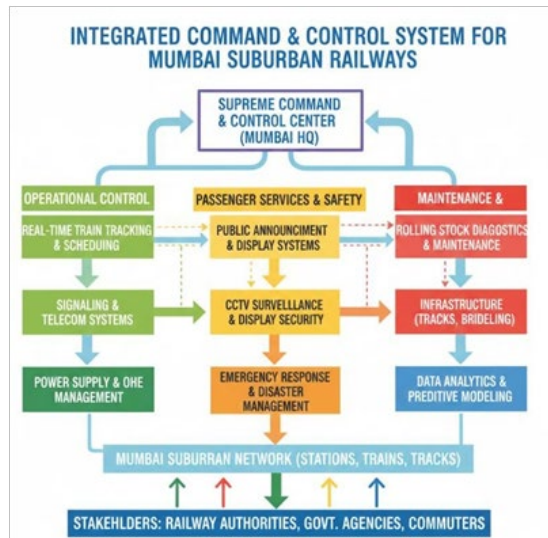 INTEGRATED COMMAND & CONTROL SYSTEM FOR
MUMBAI SUBURBAN RAILWAYS
SUPREME COMMAND
& CONTROL CENTER
(MUMBAI HQ)
OPERATIONAL CONTROL
PASSENGER SERVICES & SAFETY
MAINTENANCE &
REAL-TIME TRAIN TRACKING
& SCHEDUING
PUBLIC ANNOUNCIMENT
& DISPLAY SYSTEMS
ROLLING STOCK DIAGOSTICS
& MAINTENANCE
SIGNALING &
TELECOM SYSTEMS
CCTV SURVELLLANCE
& DISPLAY SECURITY
INFRASTRUCTURE
(TRACKS, BRIDELING)
POWER SUPPLY & OHE
MANAGEMENT
EMERGENCY RESPONSE
& DISASTER
MANAGEMENT
DATA ANALYTICS &
PREDITIVE MODELING
MUMBAI SUBURRAN NETWORK (STATIONS, TRAINS, TRACKS)
STAKEHLDERS: RAILWAY AUTHORITIES, GOVT. AGENCIES, COMMUTERS